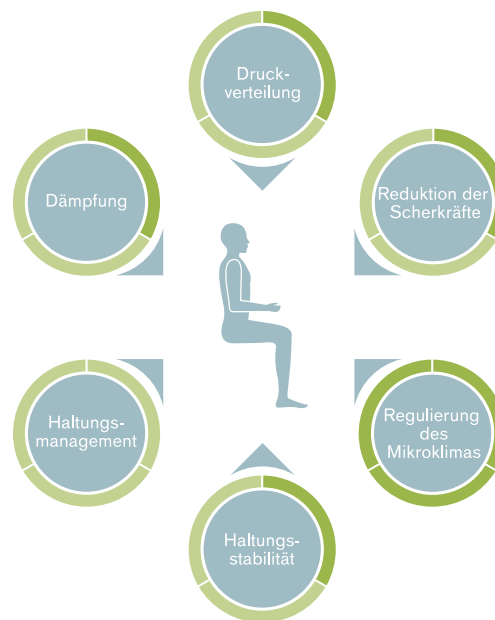 Druck-
verteilung
Dämpfung
Reduktion der
Scherkräfte
Haltungs-
management
Regulierung
des
Mikroklimas
Haltungs-
stabilität